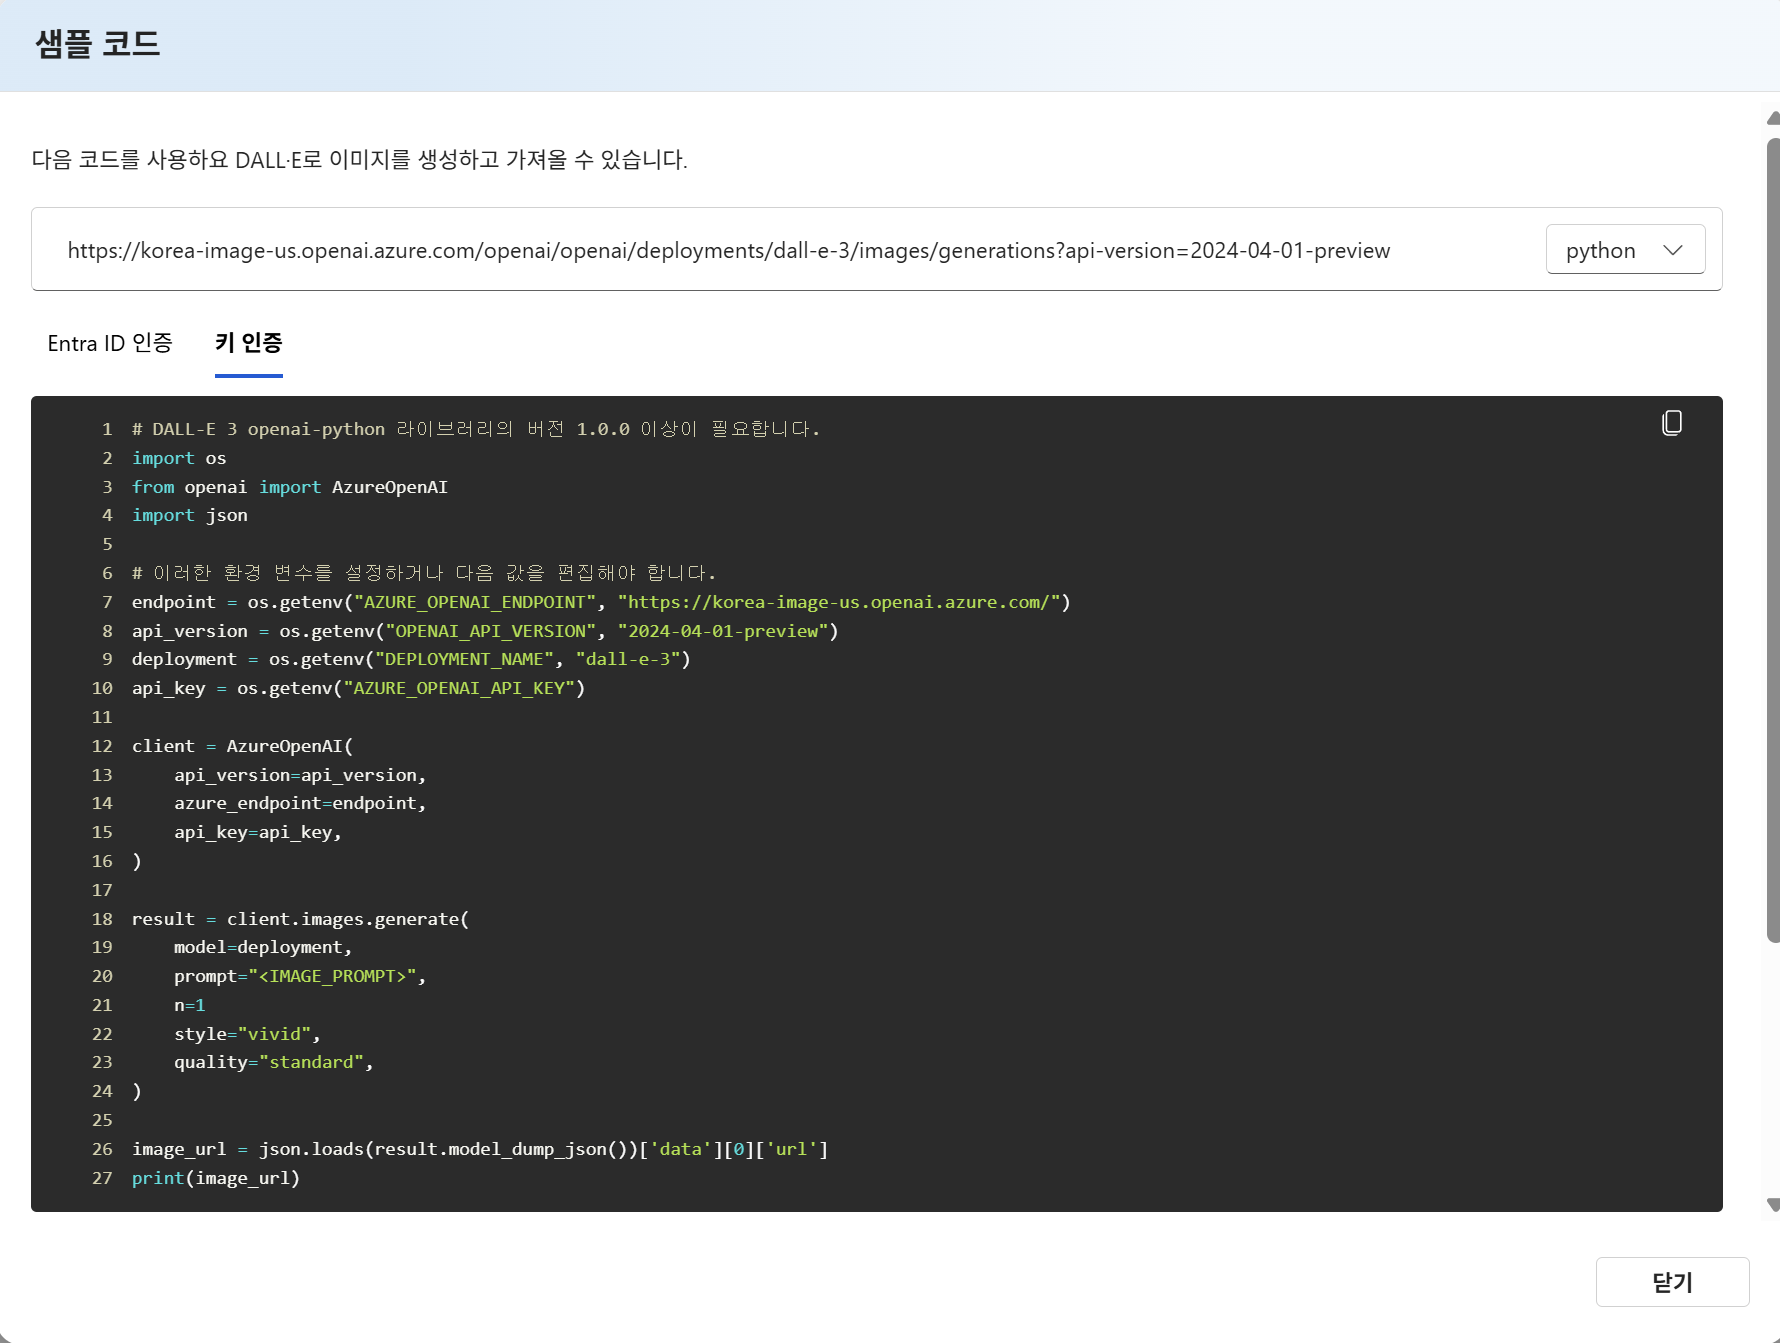 샘플 코드
다음 코드를 사용하요 DALL·E로 이미지를 생성하고 가져올 수 있습니다.
https://korea-image-us.openai.azure.com/openai/openai/deployments/dall-e-3/images/generations?api-version=2024-04-01-preview
python
Entra ID 인증 키 인증
1 # DALL-E 3 openai-python 라이브러리의 버전 1.0.0 이상이 필요합니다.
2 import os
3 from openai import AzureOpenAI
4 import json
5
6 # 이러한 환경 변수를 설정하거나 다음 값을 편집해야 합니다.
7 endpoint = os.getenv("AZURE_OPENAI_ENDPOINT", "https://korea-image-us.openai.azure.com/")
8 api_version = os.getenv("OPENAI_API_VERSION", "2024-04-01-preview")
9 deployment = os.getenv("DEPLOYMENT_NAME", "dall-e-3")
10 api_key = os.getenv("AZURE_OPENAI_API_KEY")
11
12 client = AzureOpenAI(
13     api_version=api_version,
14     azure_endpoint=endpoint,
15     api_key=api_key,
16 )
17
18 result = client.images.generate(
19     model=deployment,
20     prompt="<IMAGE_PROMPT>",
21     n=1
22     style="vivid",
23     quality="standard",
24 )
25
26 image_url = json.loads(result.model_dump_json())['data'][0]['url']
27 print(image_url)
닫기